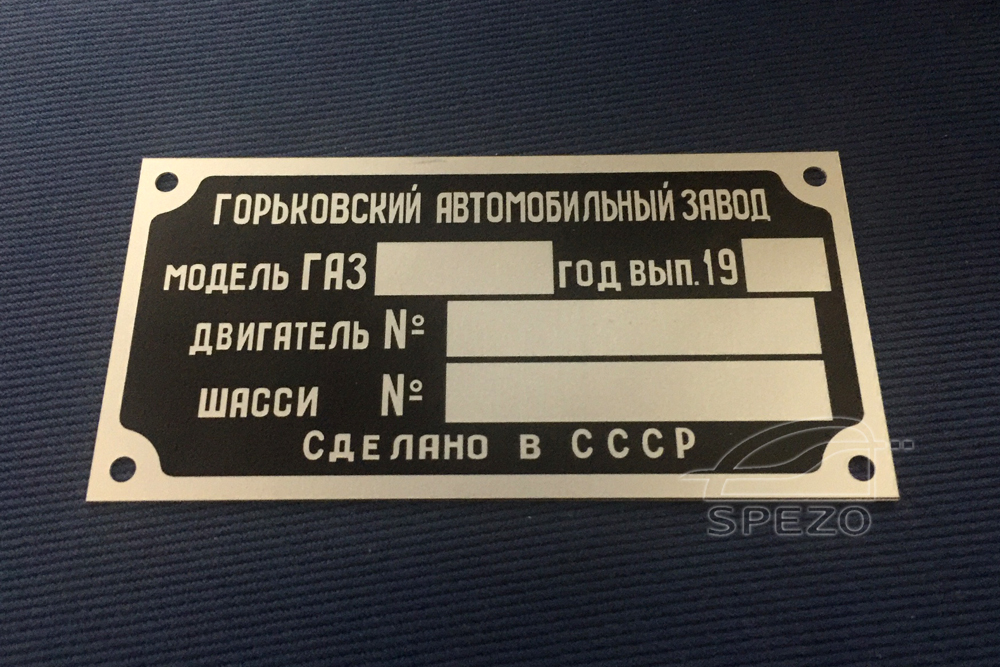 ГОРЬКОВСКИЙ АВТОМОБИЛЬНЫЙ ЗАВОД
МОДЕЛЬ ГАЗ ГОД ВЫП. 19
ДВИГАТЕЛЬ №
ШАССИ №
СДЕЛАНО В СССР
SPEZO